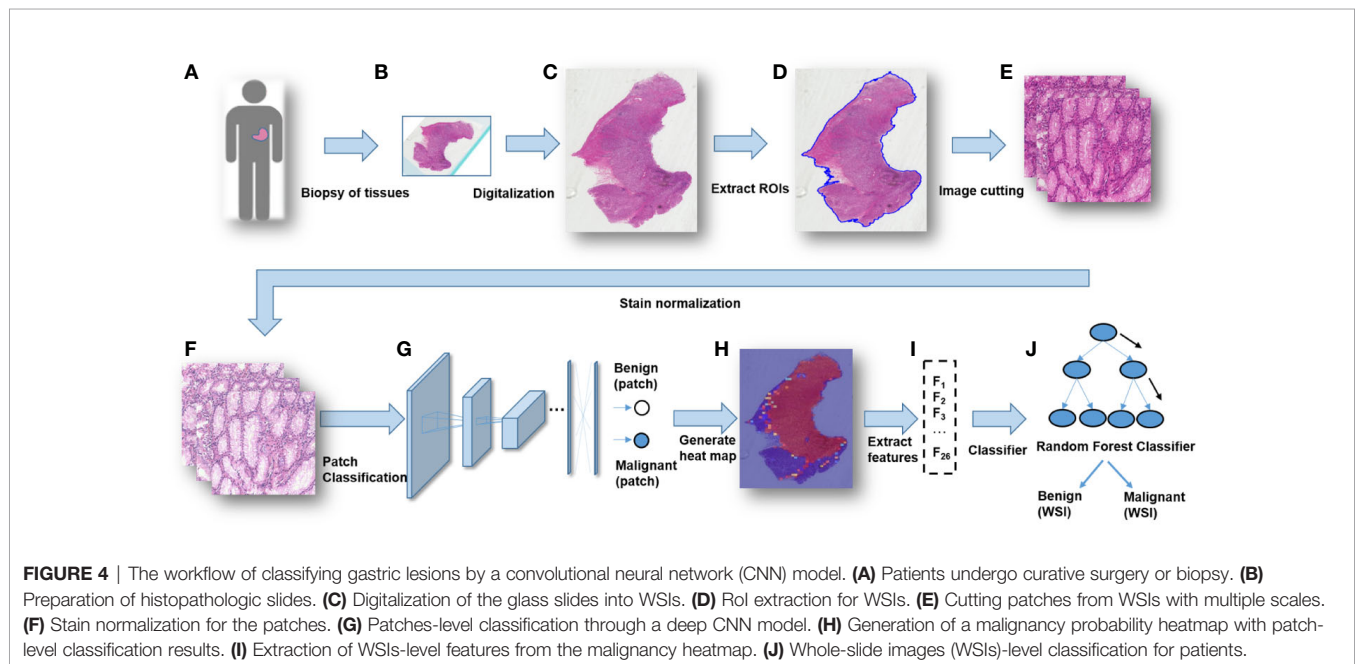 A
B
C
D
E
Biopsy of tissues
Digitalization
Extract ROIs
Image cutting
Stain normalization
F
G
H
I
J
Patch
Classification
Benign
(patch)
Malignant
(patch)
Generate
heat map
Extract
features
F1
F2
F3
...
F26
Classifier
Random Forest Classifier
Benign
(WSI)
Malignant
(WSI)
FIGURE 4 | The workflow of classifying gastric lesions by a convolutional neural network (CNN) model. (A) Patients undergo curative surgery or biopsy. (B)
Preparation of histopathologic slides. (C) Digitalization of the glass slides into WSIs. (D) RoI extraction for WSIs. (E) Cutting patches from WSIs with multiple scales.
(F) Stain normalization for the patches. (G) Patches-level classification through a deep CNN model. (H) Generation of a malignancy probability heatmap with patch-
level classification results. (I) Extraction of WSIs-level features from the malignancy heatmap. (J) Whole-slide images (WSIs)-level classification for patients.